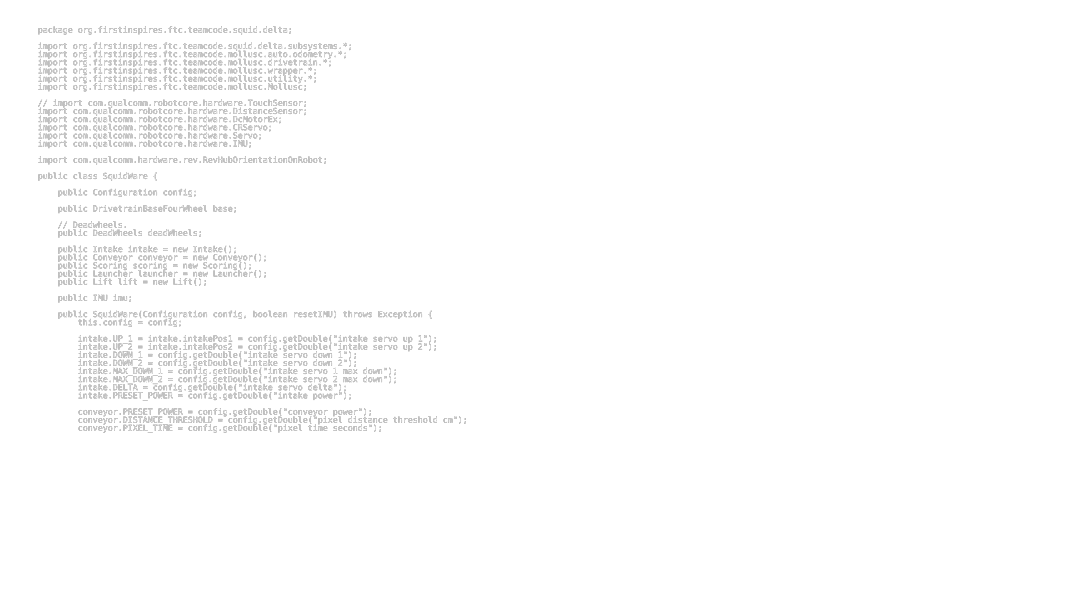 package org.firstinspires.ftc.teamcode.squid.delta;

import org.firstinspires.ftc.teamcode.squid.delta.subsystems.*;
import org.firstinspires.ftc.teamcode.mollusc.auto.odometry.*;
import org.firstinspires.ftc.teamcode.mollusc.drivetrain.*;
import org.firstinspires.ftc.teamcode.mollusc.wrapper.*;
import org.firstinspires.ftc.teamcode.mollusc.utility.*;
import org.firstinspires.ftc.teamcode.mollusc.Mollusc;

// import com.qualcomm.robotcore.hardware.TouchSensor;
import com.qualcomm.robotcore.hardware.DistanceSensor;
import com.qualcomm.robotcore.hardware.DcMotorEx;
import com.qualcomm.robotcore.hardware.CRServo;
import com.qualcomm.robotcore.hardware.Servo;
import com.qualcomm.robotcore.hardware.IMU;

import com.qualcomm.hardware.rev.RevHubOrientationOnRobot;

public class SquidWare {

    public Configuration config;

    public DrivetrainBaseFourWheel base;

    // Deadwheels.
    public DeadWheels deadWheels;

    public Intake intake = new Intake();
    public Conveyor conveyor = new Conveyor();
    public Scoring scoring = new Scoring();
    public Launcher launcher = new Launcher();
    public Lift lift = new Lift();

    public IMU imu;

    public SquidWare(Configuration config, boolean resetIMU) throws Exception {
        this.config = config;

        intake.UP_1 = intake.intakePos1 = config.getDouble("intake servo up 1");
        intake.UP_2 = intake.intakePos2 = config.getDouble("intake servo up 2");
        intake.DOWN_1 = config.getDouble("intake servo down 1");
        intake.DOWN_2 = config.getDouble("intake servo down 2");
        intake.MAX_DOWN_1 = config.getDouble("intake servo 1 max down");
        intake.MAX_DOWN_2 = config.getDouble("intake servo 2 max down");
        intake.DELTA = config.getDouble("intake servo delta");
        intake.PRESET_POWER = config.getDouble("intake power");

        conveyor.PRESET_POWER = config.getDouble("conveyor power");
        conveyor.DISTANCE_THRESHOLD = config.getDouble("pixel distance threshold cm");
        conveyor.PIXEL_TIME = config.getDouble("pixel time seconds");